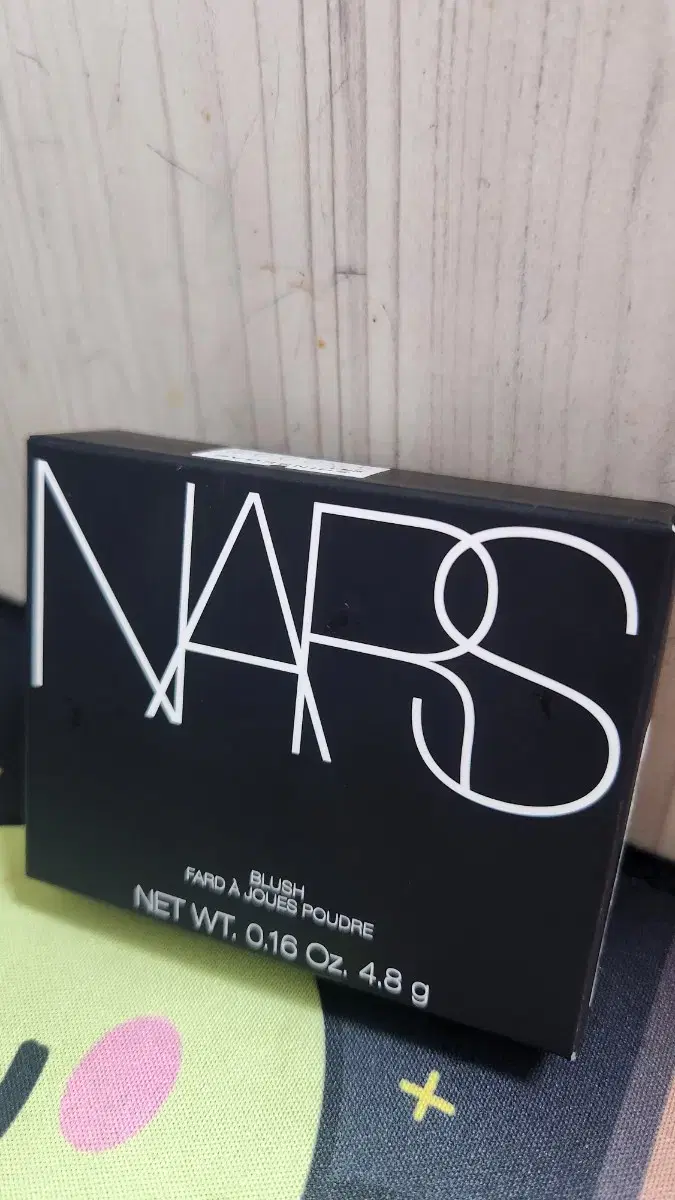 NARS
BLUSH
FARD À JOUES POUDRE
NET WT. 0.16 Oz. 4.8 g